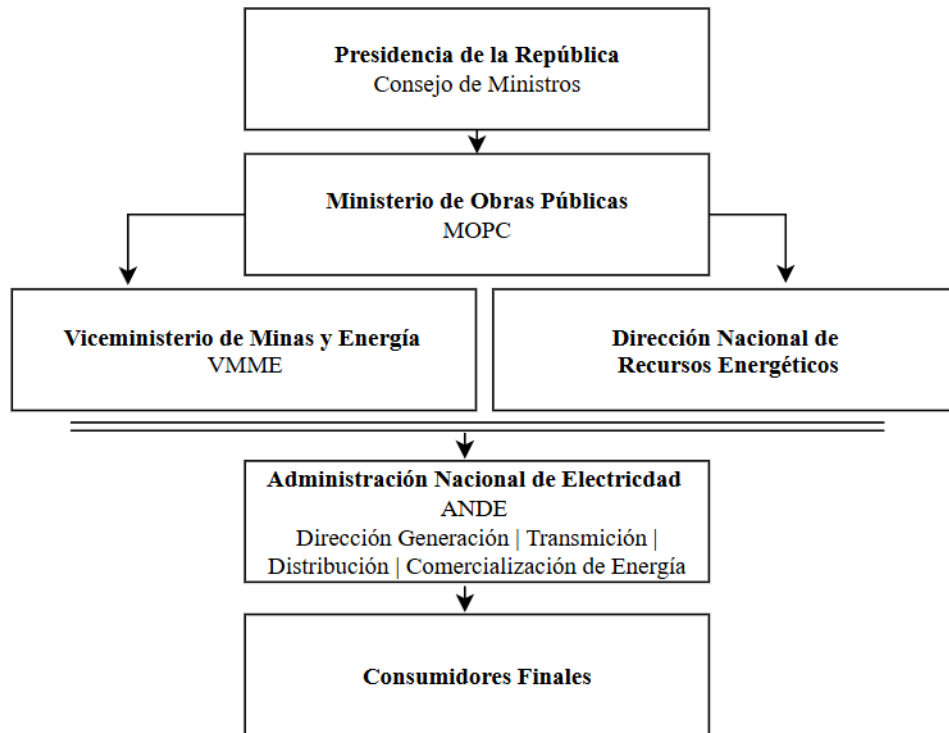 Presidencia de la República
Consejo de Ministros
Ministerio de Obras Públicas
MOPC
Viceministerio de Minas y Energía
VMME
Dirección Nacional de
Recursos Energéticos
Administración Nacional de Electricdad
ANDE
Dirección Generación | Transmición |
Distribución | Comercialización de Energía
Consumidores Finales